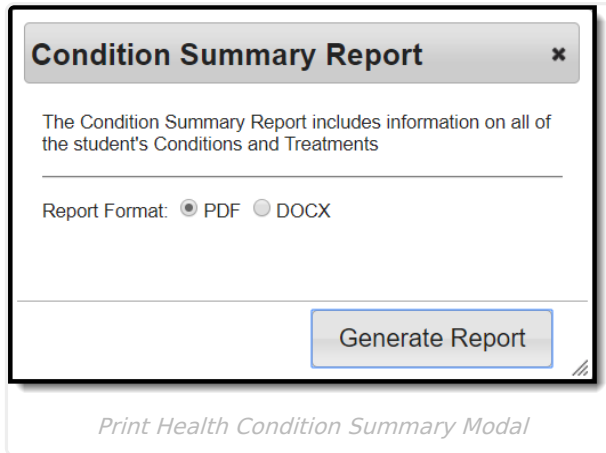 Condition Summary Report ×
The Condition Summary Report includes information on all of
the student's Conditions and Treatments
Report Format: PDF DOCX
Generate Report
Print Health Condition Summary Modal